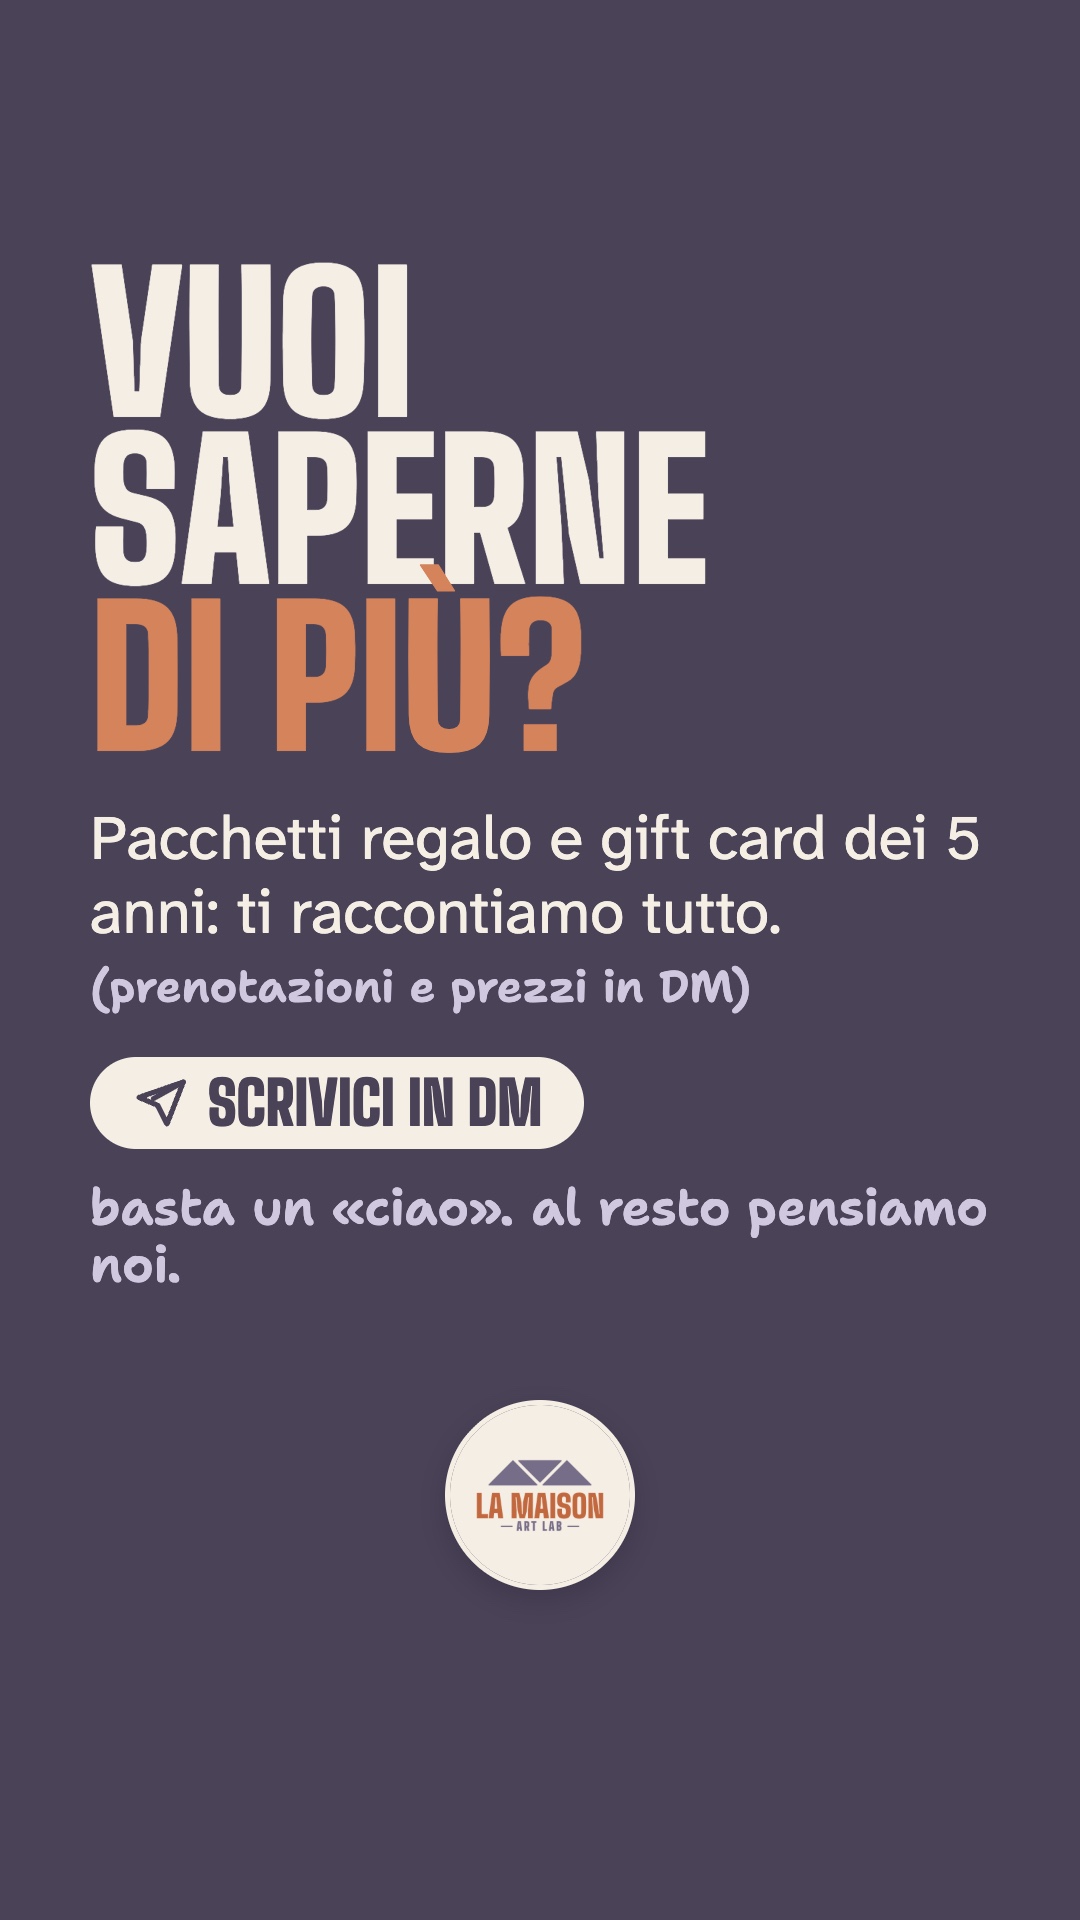 VUOI
SAPERNE
DI PIÙ?
Pacchetti regalo e gift card dei 5
anni: ti raccontiamo tutto.
(prenotazioni e prezzi in DM)
SCRIVICI IN DM
basta un «ciao». al resto pensiamo
noi.
LA MAISON
— ART LAB —